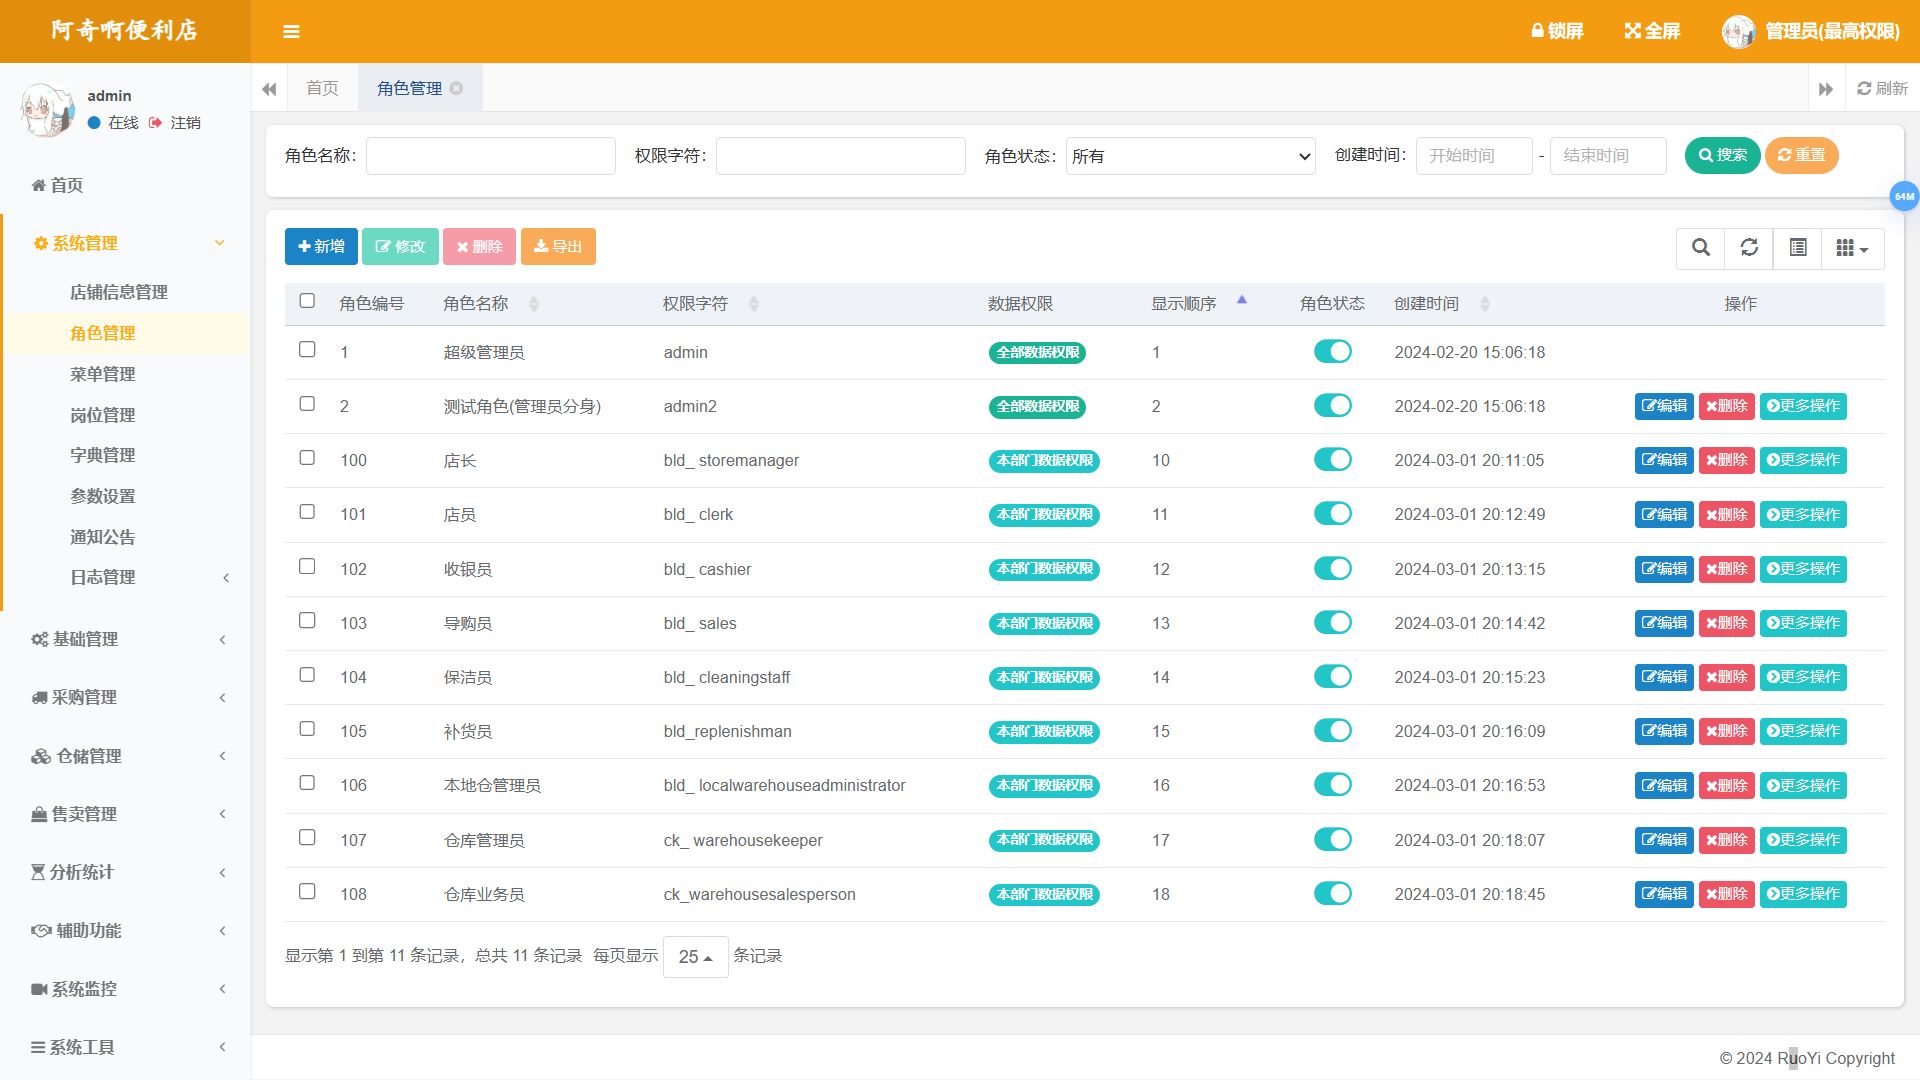 阿奇啊便利店
锁屏 全屏 管理员(最高权限)
admin
在线 注销
首页 角色管理 刷新
角色名称： 权限字符： 角色状态： 所有 创建时间： 开始时间 - 结束时间 搜索 重置
64M
首页
系统管理
店铺信息管理
角色管理
菜单管理
岗位管理
字典管理
参数设置
通知公告
日志管理
基础管理
采购管理
仓储管理
售卖管理
分析统计
辅助功能
系统监控
系统工具
新增 修改 删除 导出
角色编号 角色名称 权限字符 数据权限 显示顺序 角色状态 创建时间 操作
1 超级管理员 admin 全部数据权限 1 2024-02-20 15:06:18
2 测试角色(管理员分身) admin2 全部数据权限 2 2024-02-20 15:06:18 编辑 删除 更多操作
100 店长 bld_ storemanager 本部门数据权限 10 2024-03-01 20:11:05 编辑 删除 更多操作
101 店员 bld_ clerk 本部门数据权限 11 2024-03-01 20:12:49 编辑 删除 更多操作
102 收银员 bld_ cashier 本部门数据权限 12 2024-03-01 20:13:15 编辑 删除 更多操作
103 导购员 bld_ sales 本部门数据权限 13 2024-03-01 20:14:42 编辑 删除 更多操作
104 保洁员 bld_ cleaningstaff 本部门数据权限 14 2024-03-01 20:15:23 编辑 删除 更多操作
105 补货员 bld_replenishman 本部门数据权限 15 2024-03-01 20:16:09 编辑 删除 更多操作
106 本地仓管理员 bld_ localwarehouseadministrator 本部门数据权限 16 2024-03-01 20:16:53 编辑 删除 更多操作
107 仓库管理员 ck_ warehousekeeper 本部门数据权限 17 2024-03-01 20:18:07 编辑 删除 更多操作
108 仓库业务员 ck_warehousesalesperson 本部门数据权限 18 2024-03-01 20:18:45 编辑 删除 更多操作
显示第 1 到第 11 条记录，总共 11 条记录 每页显示 25 条记录
© 2024 RuoYi Copyright